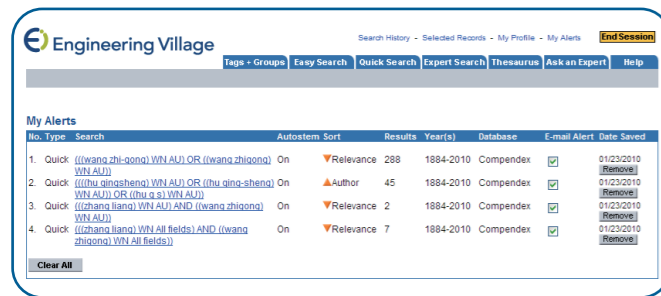 Engineering Village
Search History - Selected Records - My Profile - My Alerts End Session
Tags + Groups Easy Search Quick Search Expert Search Thesaurus Ask an Expert Help
My Alerts
No. Type Search Autostem Sort Results Year(s) Database E-mail Alert Date Saved
1. Quick (((wang zhi-gong) WN AU) OR ((wang zhigong) WN AU)) On Relevance 288 1884-2010 Compendex 01/23/2010 Remove
2. Quick ((((hu qingsheng) WN AU) OR ((hu qing-sheng) WN AU)) OR ((hu q s) WN AU)) On Author 45 1884-2010 Compendex 01/23/2010 Remove
3. Quick (((zhang liang) WN AU) AND ((wang zhigong) WN AU)) On Relevance 2 1884-2010 Compendex 01/23/2010 Remove
4. Quick (((zhang liang) WN All fields) AND ((wang zhigong) WN All fields)) On Relevance 7 1884-2010 Compendex 01/23/2010 Remove
Clear All